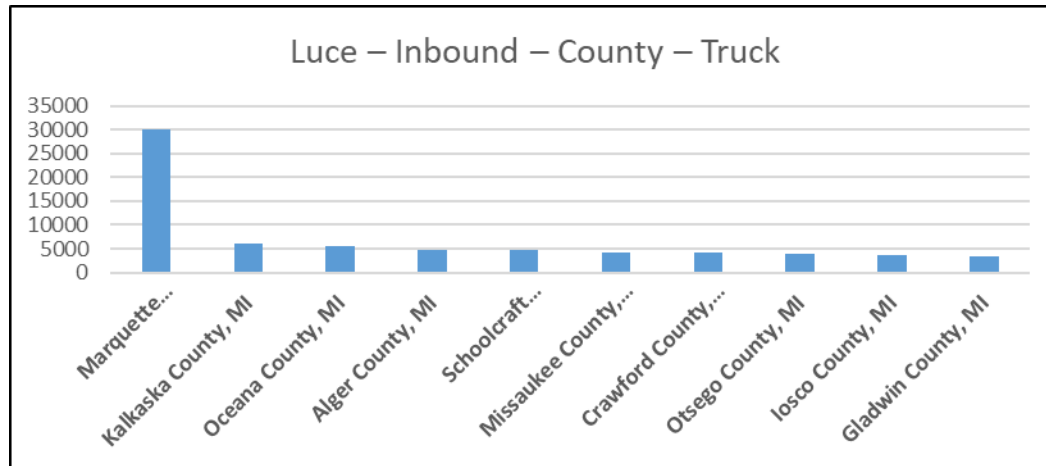 Luce – Inbound – County – Truck
35000
30000
25000
20000
15000
10000
5000
0
Marquette...
Kalkaska County, MI
Oceana County, MI
Alger County, MI
Schoolcraft...
Missaukee County,...
Crawford County,...
Otsego County, MI
Iosco County, MI
Gladwin County, MI